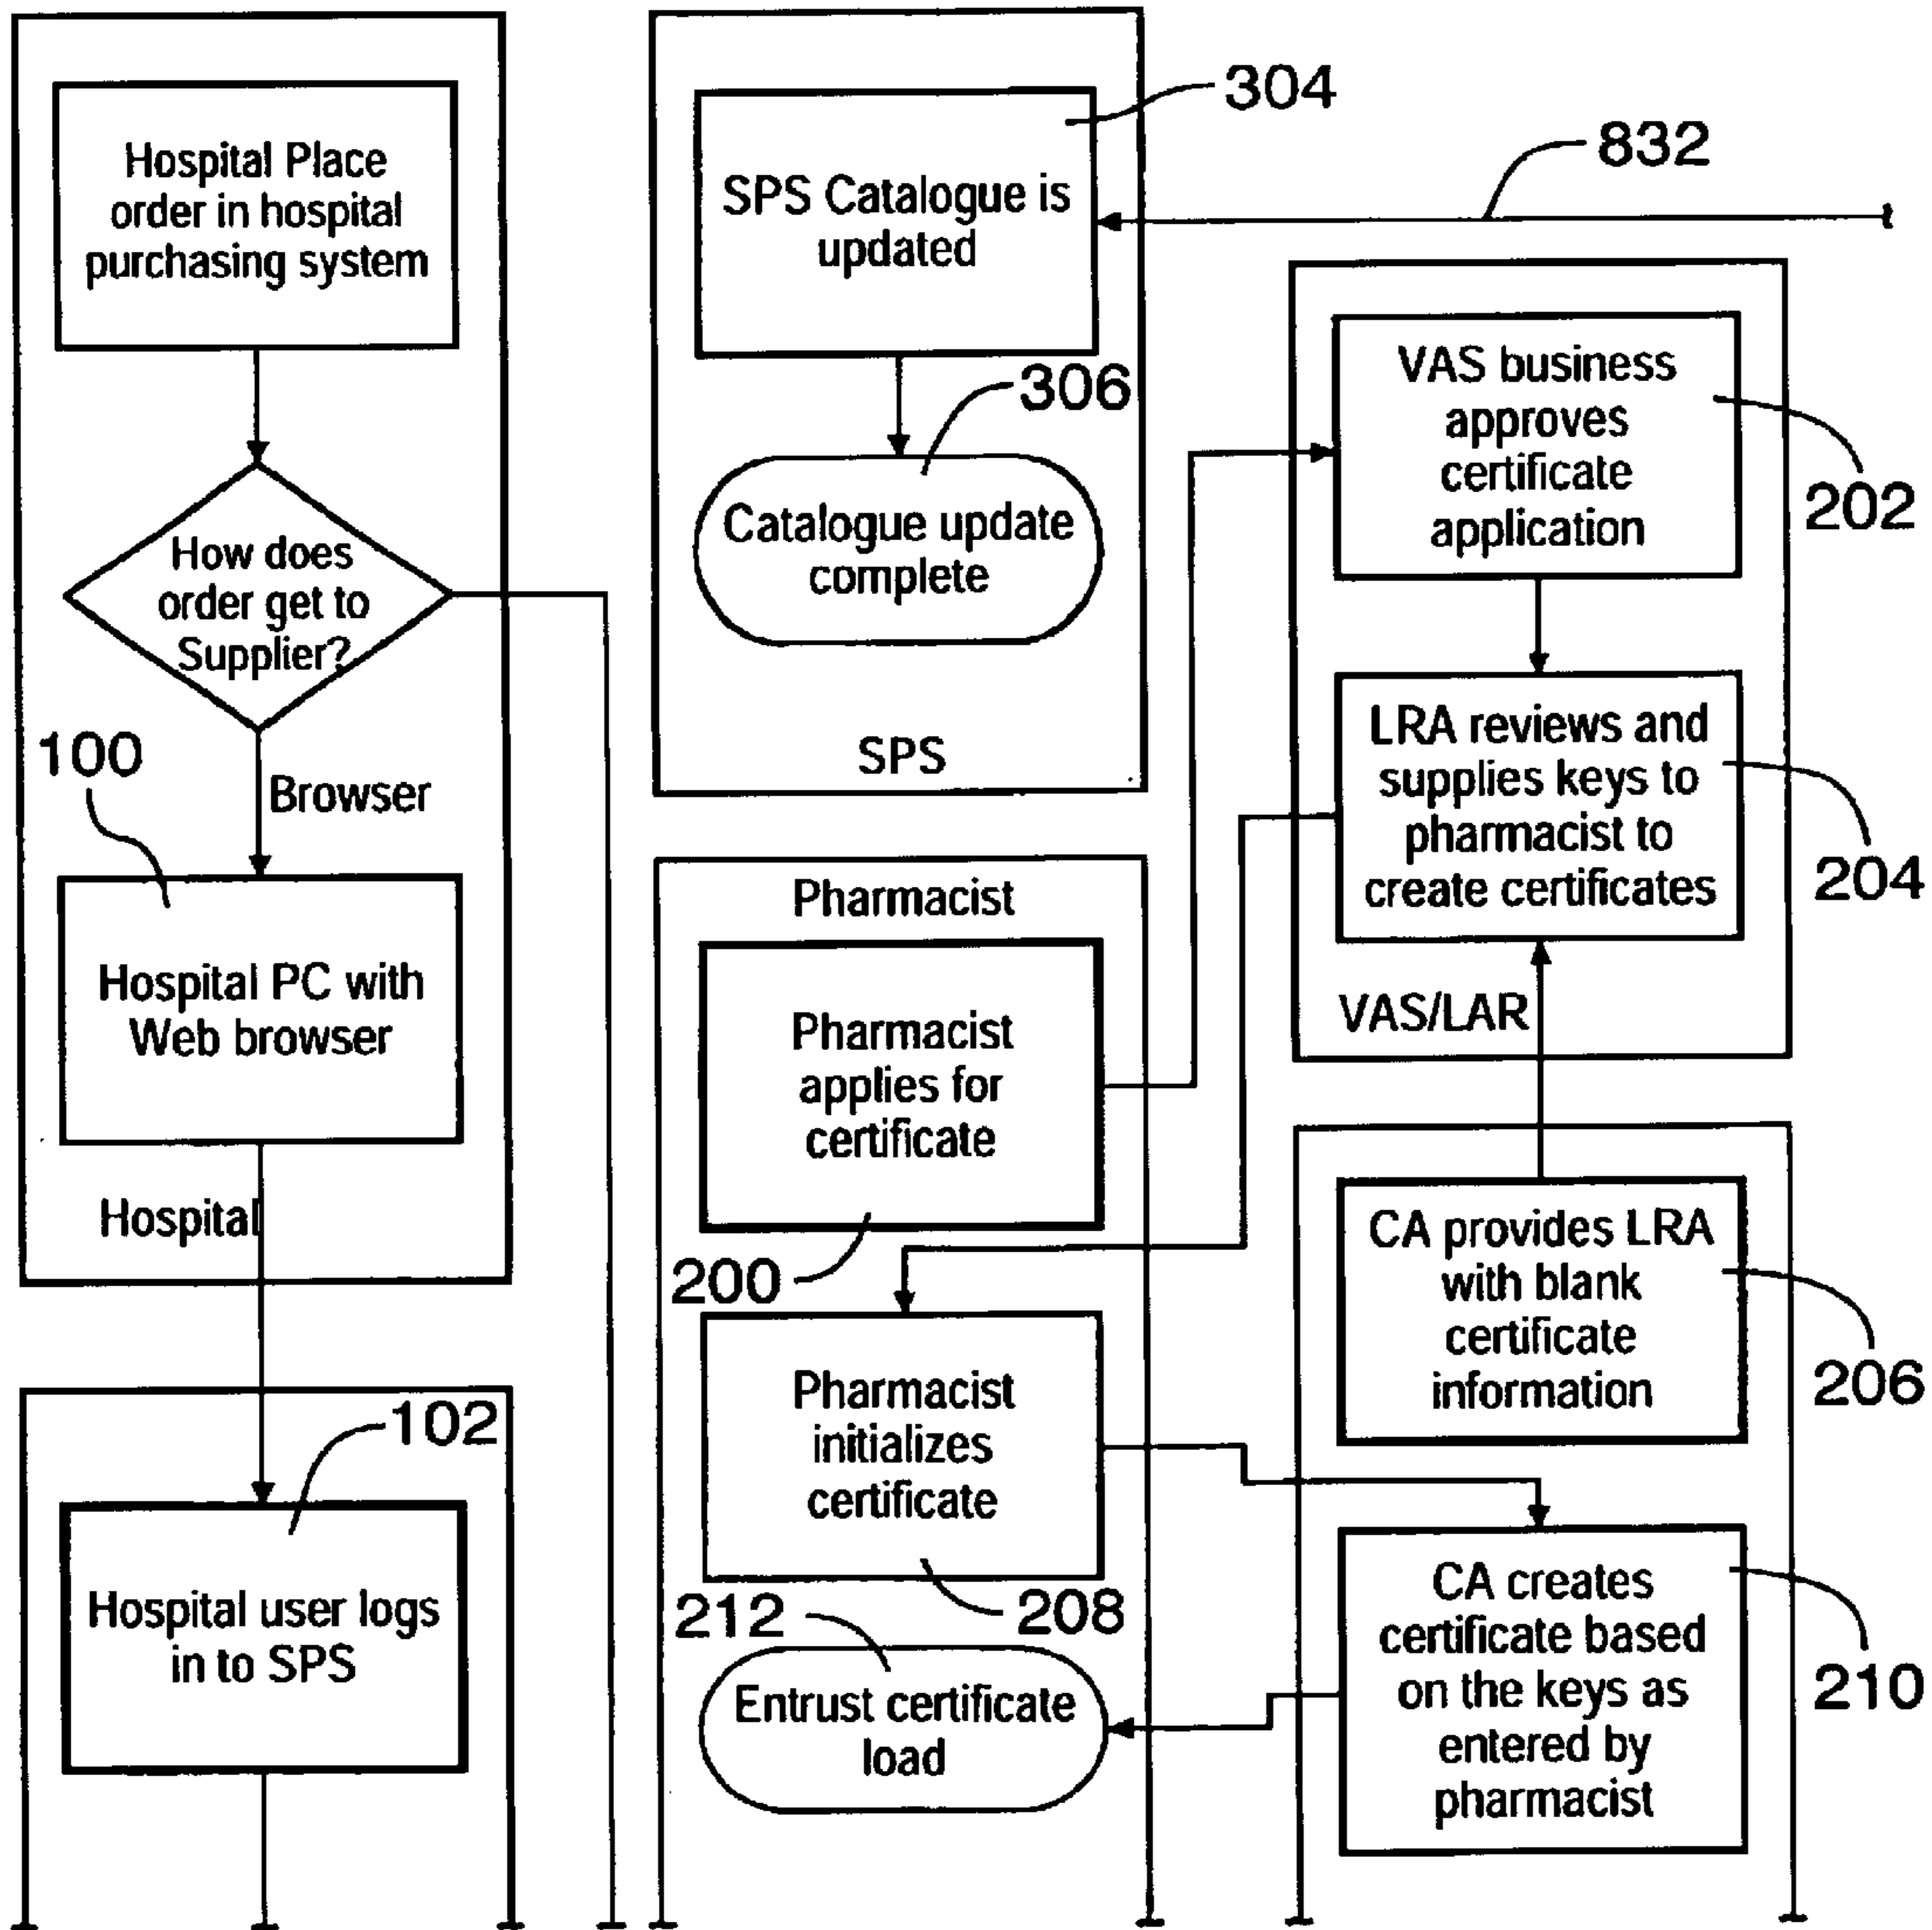 Hospital Place
order in hospital
purchasing system
How does
order get to
Supplier?
100
Browser
Hospital PC with
Web browser
Hospital
102
Hospital user logs
in to SPS
304
SPS Catalogue is
updated
832
306
Catalogue update
complete
SPS
VAS business
approves
certificate
application
202
LRA reviews and
supplies keys to
pharmacist to
create certificates
204
VAS/LAR
Pharmacist
Pharmacist
applies for
certificate
200
CA provides LRA
with blank
certificate
information
206
Pharmacist
initializes
certificate
208
212
Entrust certificate
load
CA creates
certificate based
on the keys as
entered by
pharmacist
210